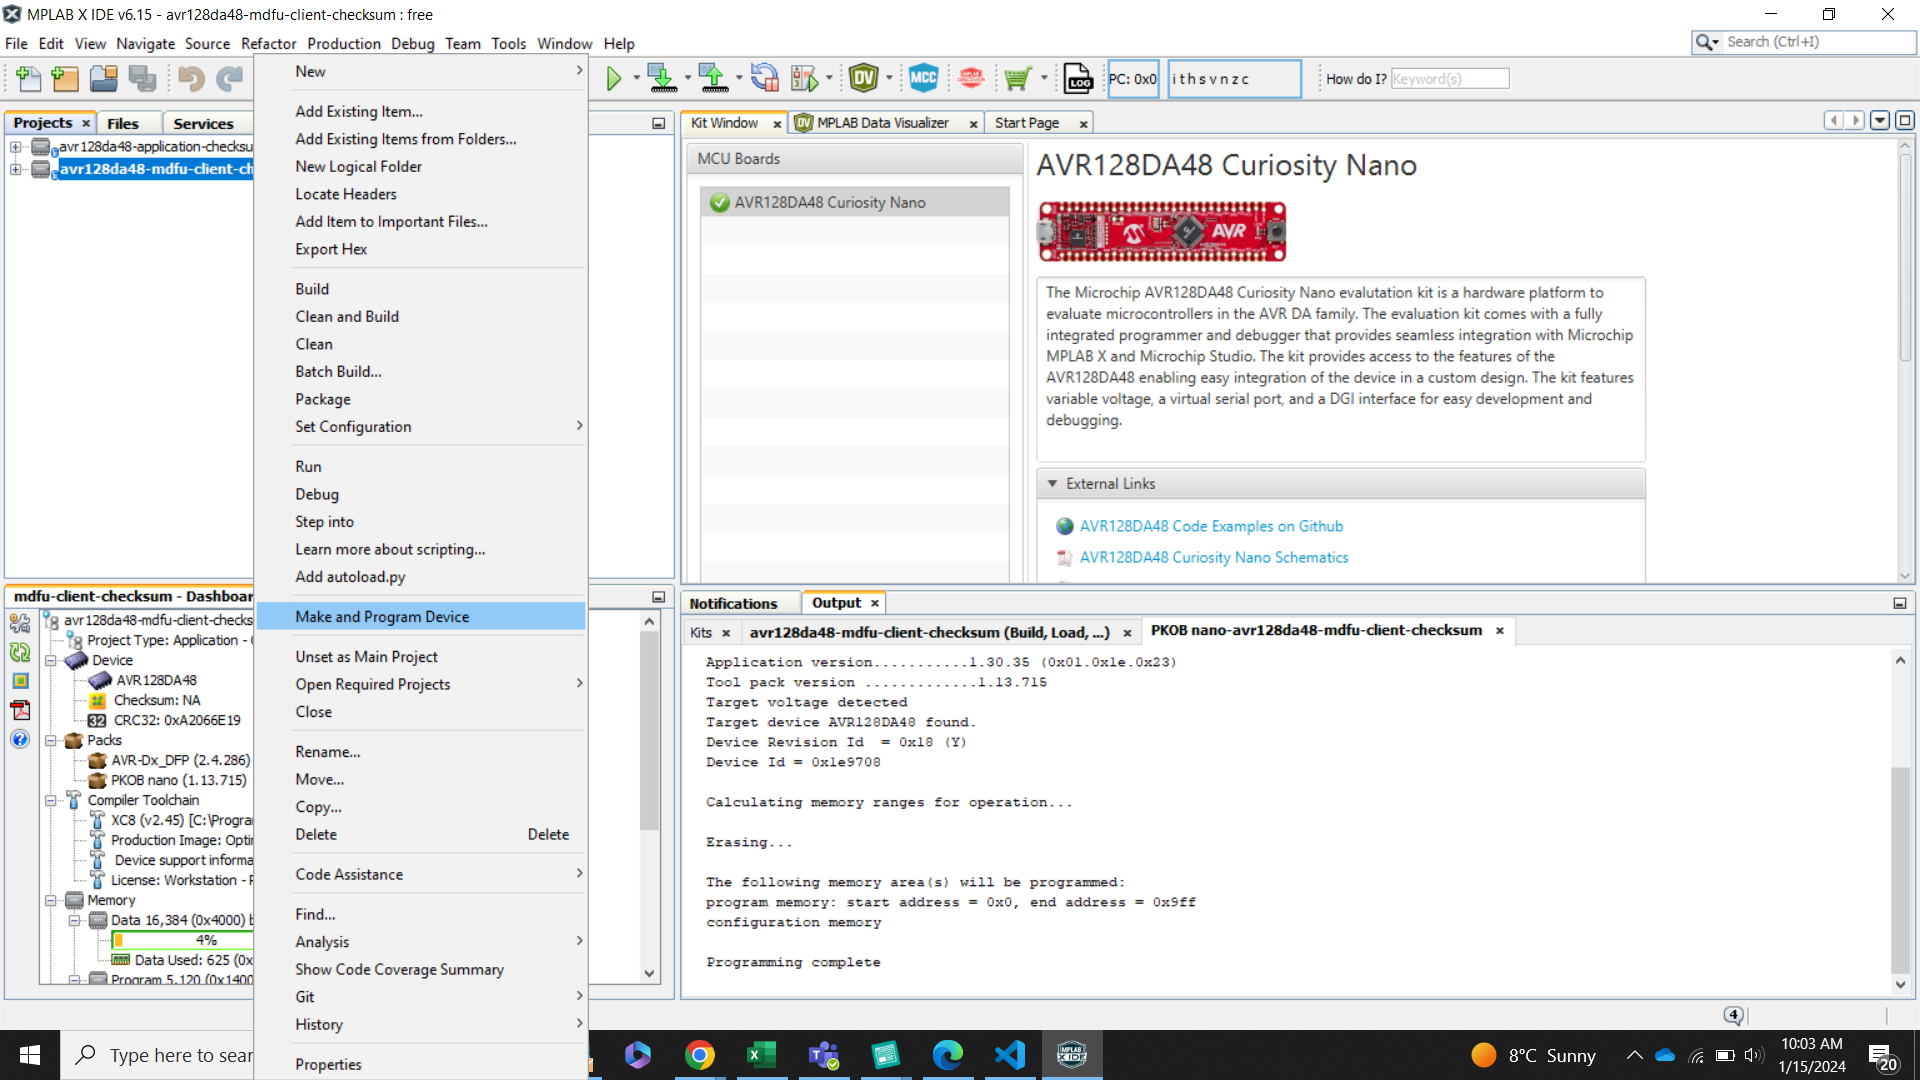 MPLAB X IDE v6.15 - avr128da48-mdfu-client-checksum : free
File Edit View Navigate Source Refactor Production Debug Team Tools Window Help
Search (Ctrl+I)
DV
MCC
LOG
PC: 0x0
i t h s v n z c
How do I? Keyword(s)
Projects
Files
Services
avr128da48-application-checksu
avr128da48-mdfu-client-ch
New
Add Existing Item...
Add Existing Items from Folders...
New Logical Folder
Locate Headers
Add Item to Important Files...
Export Hex
Build
Clean and Build
Clean
Batch Build...
Package
Set Configuration
Run
Debug
Step into
Learn more about scripting...
Add autoload.py
Make and Program Device
Unset as Main Project
Open Required Projects
Close
Rename...
Move...
Copy...
Delete Delete
Code Assistance
Find...
Analysis
Show Code Coverage Summary
Git
History
Properties
Kit Window
DV MPLAB Data Visualizer
Start Page
MCU Boards
AVR128DA48 Curiosity Nano
AVR128DA48 Curiosity Nano
AVR
The Microchip AVR128DA48 Curiosity Nano evalutation kit is a hardware platform to
evaluate microcontrollers in the AVR DA family. The evaluation kit comes with a fully
integrated programmer and debugger that provides seamless integration with Microchip
MPLAB X and Microchip Studio. The kit provides access to the features of the
AVR128DA48 enabling easy integration of the device in a custom design. The kit features
variable voltage, a virtual serial port, and a DGI interface for easy development and
debugging.
External Links
AVR128DA48 Code Examples on Github
AVR128DA48 Curiosity Nano Schematics
mdfu-client-checksum - Dashboar
avr128da48-mdfu-client-checks
Project Type: Application -
Device
AVR128DA48
Checksum: NA
32 CRC32: 0xA2066E19
Packs
AVR-Dx_DFP (2.4.286)
PKOB nano (1.13.715)
Compiler Toolchain
XC8 (v2.45) [C:\Progra
Production Image: Opti
Device support informa
License: Workstation -
Memory
Data 16,384 (0x4000) b
4%
Data Used: 625 (0x
Program 5,120 (0x1400
Notifications
Output
Kits
avr128da48-mdfu-client-checksum (Build, Load, ...)
PKOB nano-avr128da48-mdfu-client-checksum
Application version...........1.30.35 (0x01.0x1e.0x23)
Tool pack version .............1.13.715
Target voltage detected
Target device AVR128DA48 found.
Device Revision Id  = 0x18 (Y)
Device Id = 0x1e9708
Calculating memory ranges for operation...
Erasing...
The following memory area(s) will be programmed:
program memory: start address = 0x0, end address = 0x9ff
configuration memory
Programming complete
4
Type here to sear
MPLAB
X IDE
8°C Sunny
10:03 AM
1/15/2024
20